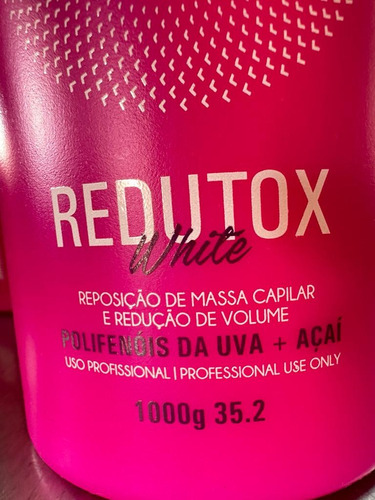 REDUTOX
White
REPOSIÇÃO DE MASSA CAPILAR
E REDUÇÃO DE VOLUME
POLIFENÓIS DA UVA + AÇAÍ
USO PROFISSIONAL | PROFESSIONAL USE ONLY
1000g 35.2